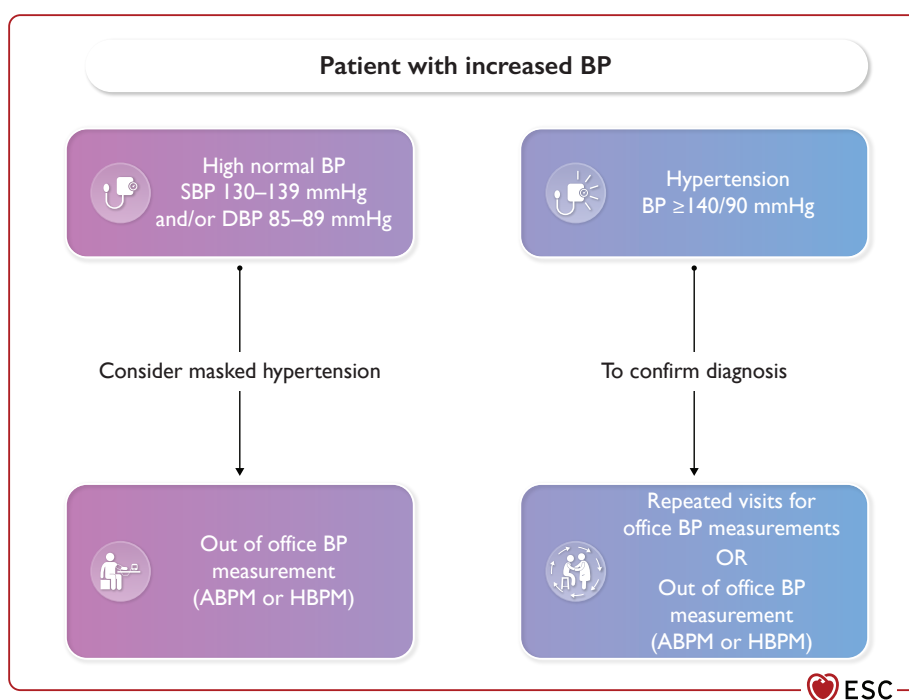 Patient with increased BP
High normal BP
SBP 130–139 mmHg
and/or DBP 85–89 mmHg
Hypertension
BP ≥140/90 mmHg
Consider masked hypertension
To confirm diagnosis
Out of office BP
measurement
(ABPM or HBPM)
Repeated visits for
office BP measurements
OR
Out of office BP
measurement
(ABPM or HBPM)
ESC